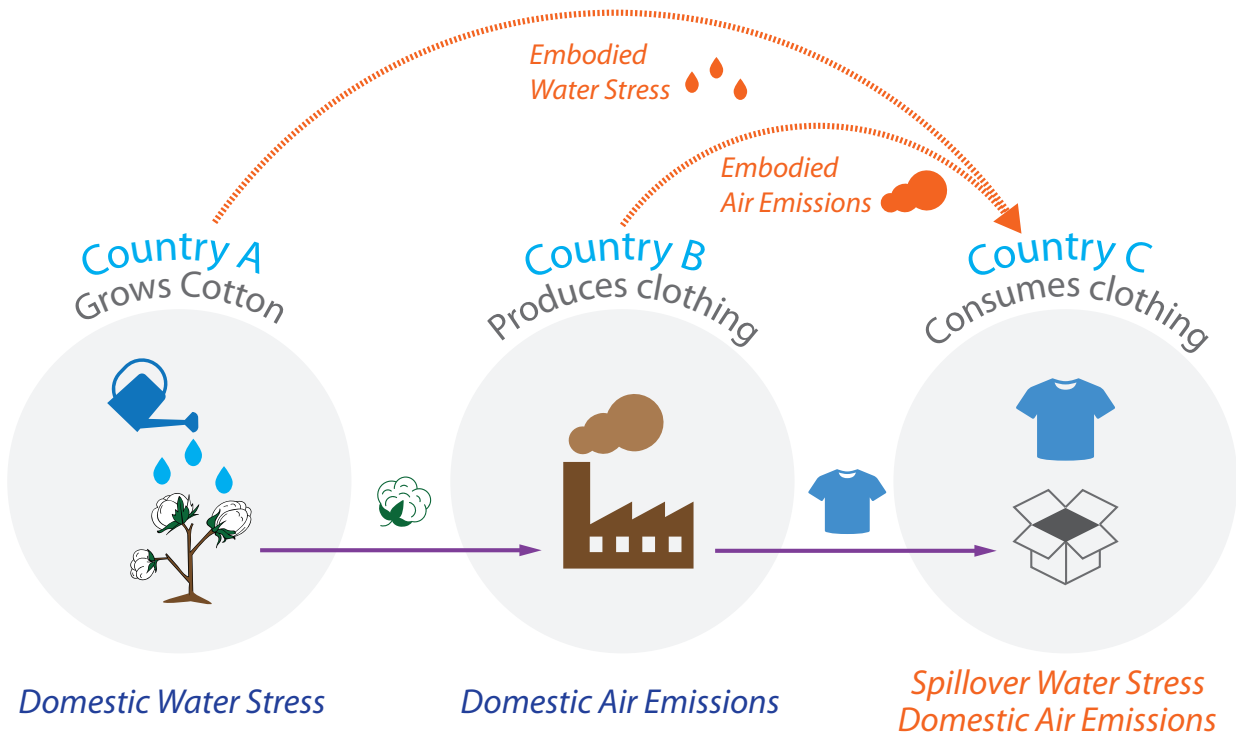 Embodied
Water Stress
Embodied
Air Emissions
Country A
Grows Cotton
Country B
Produces clothing
Country C
Consumes clothing
Domestic Water Stress
Domestic Air Emissions
Spillover Water Stress
Domestic Air Emissions